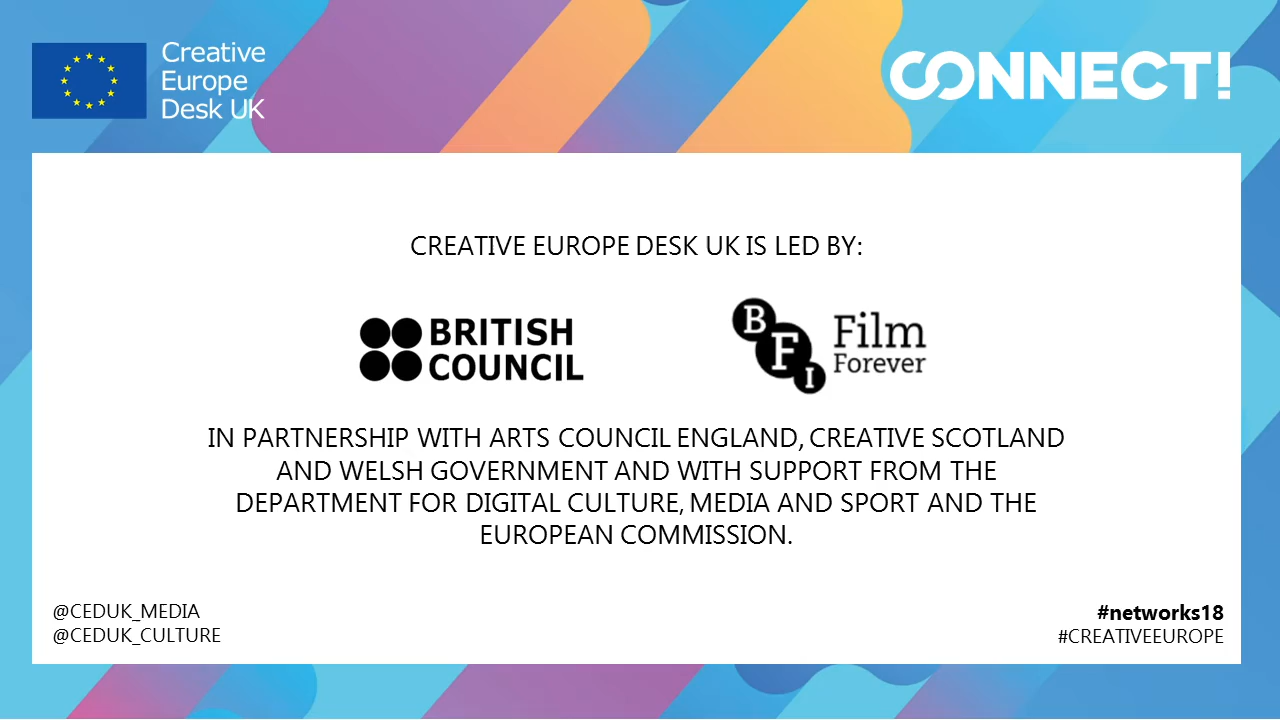 Creative
Europe
Desk UK
CONNECT!
CREATIVE EUROPE DESK UK IS LED BY:
BRITISH
COUNCIL
BFI
Film
Forever
IN PARTNERSHIP WITH ARTS COUNCIL ENGLAND, CREATIVE SCOTLAND
AND WELSH GOVERNMENT AND WITH SUPPORT FROM THE
DEPARTMENT FOR DIGITAL CULTURE, MEDIA AND SPORT AND THE
EUROPEAN COMMISSION.
@CEDUK_MEDIA
@CEDUK_CULTURE
#networks18
#CREATIVEEUROPE